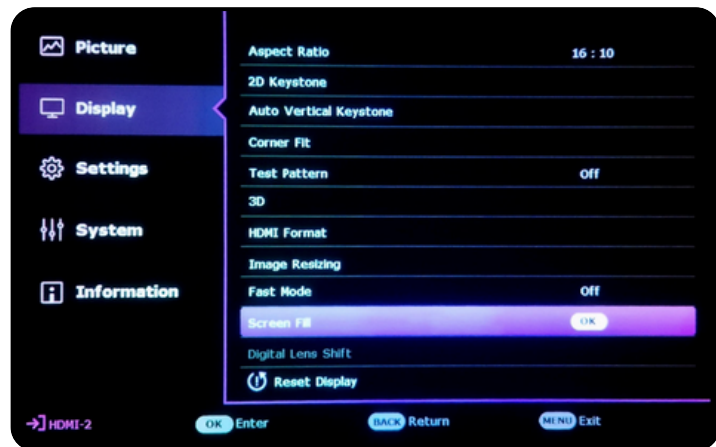 Picture
Display
Settings
System
Information
Aspect Ratio 16 : 10
2D Keystone
Auto Vertical Keystone
Corner Fit
Test Pattern Off
3D
HDMI Format
Image Resizing
Fast Mode Off
Screen Fill OK
Digital Lens Shift
Reset Display
HDMI-2 OK Enter BACK Return MENU Exit